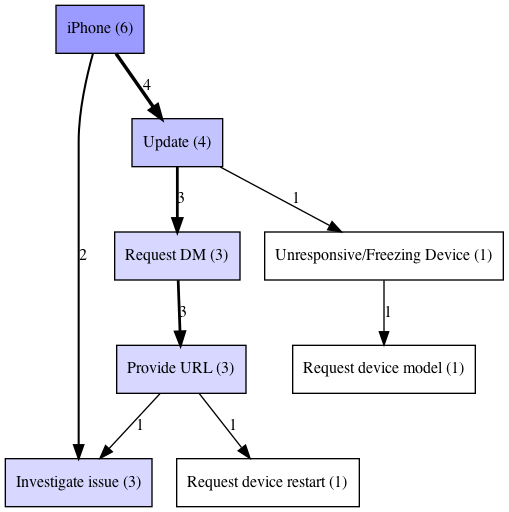 iPhone (6)
4
Update (4)
3
1
2
Request DM (3)
Unresponsive/Freezing Device (1)
3
1
Provide URL (3)
Request device model (1)
1
1
Investigate issue (3)
Request device restart (1)